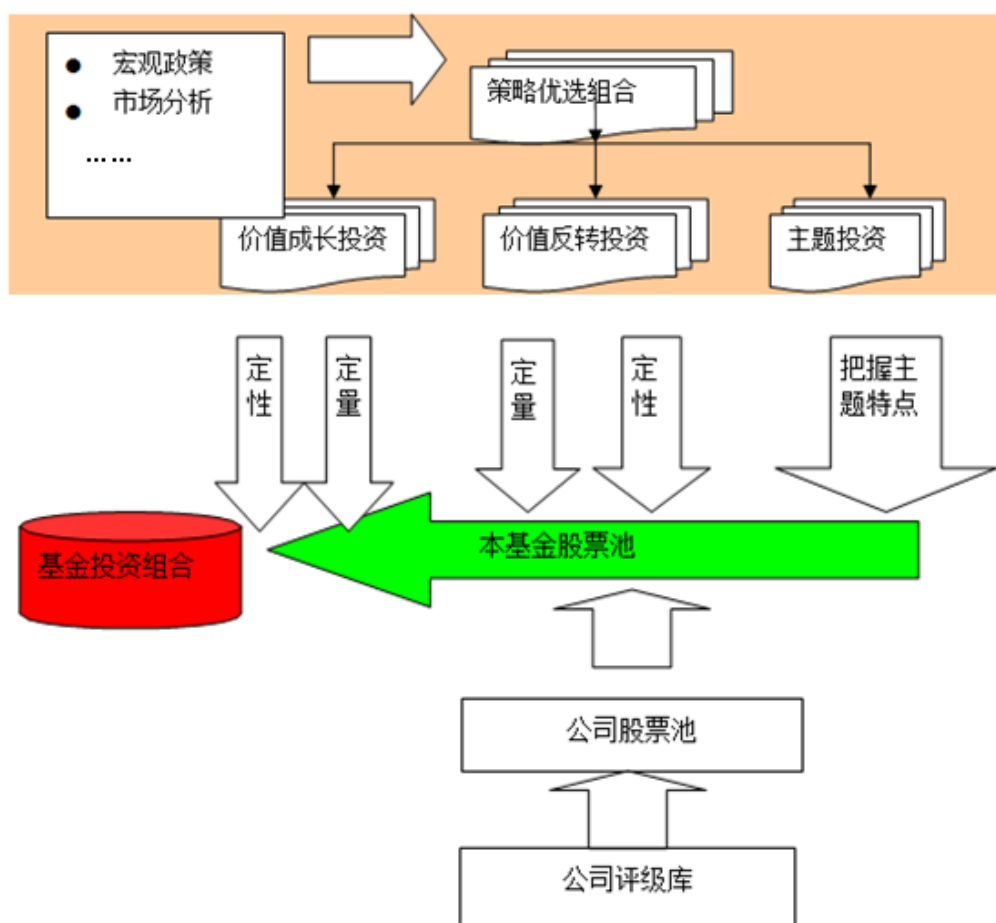 ● 宏观政策
● 市场分析
……
策略优选组合
价值成长投资
价值反转投资
主题投资
定
性
定
量
定
量
定
性
把握主
题特点
基金投资组合
本基金股票池
公司股票池
公司评级库